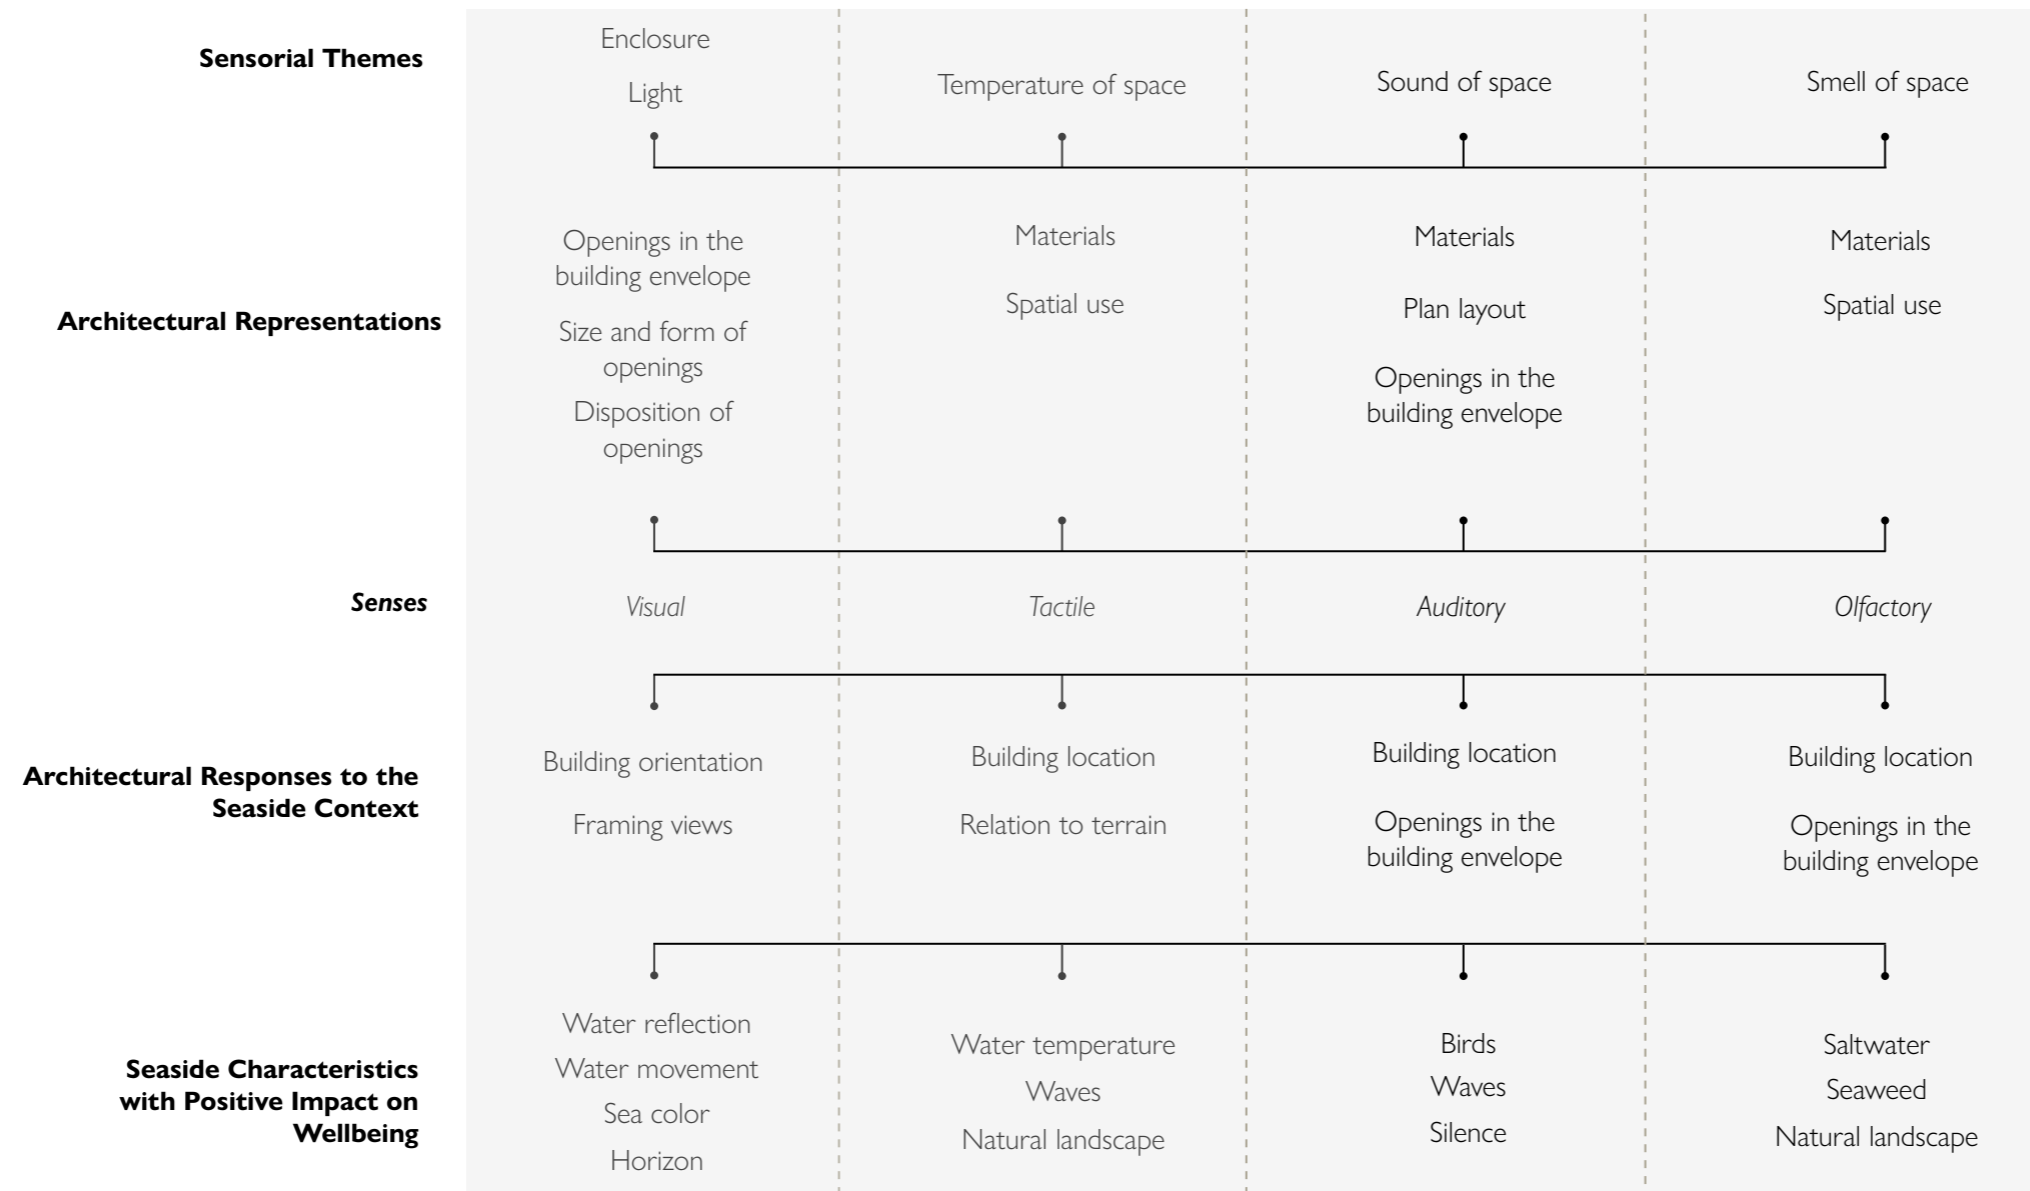 Sensorial Themes
Enclosure
Light
Temperature of space
Sound of space
Smell of space
Architectural Representations
Openings in the
building envelope
Size and form of
openings
Disposition of
openings
Materials
Spatial use
Materials
Plan layout
Openings in the
building envelope
Materials
Spatial use
Senses
Visual
Tactile
Auditory
Olfactory
Architectural Responses to the
Seaside Context
Building orientation
Framing views
Building location
Relation to terrain
Building location
Openings in the
building envelope
Building location
Openings in the
building envelope
Seaside Characteristics
with Positive Impact on
Wellbeing
Water reflection
Water movement
Sea color
Horizon
Water temperature
Waves
Natural landscape
Birds
Waves
Silence
Saltwater
Seaweed
Natural landscape